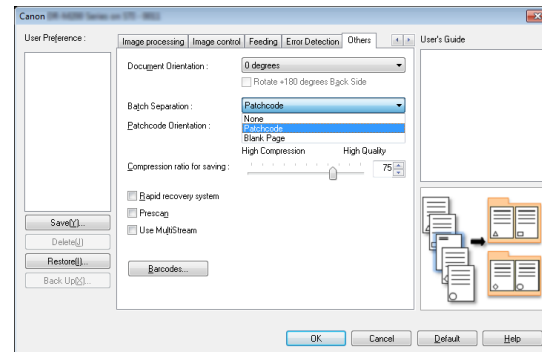 Canon
User Preference :
Image processing Image control Feeding Error Detection Others
User's Guide
Document Orientation :
0 degrees
Rotate +180 degrees Back Side
Batch Separation :
Patchcode
None
Patchcode
Blank Page
Patchcode Orientation :
High Compression High Quality
Compression ratio for saving :
75
Rapid recovery system
Prescan
Use MultiStream
Barcodes...
Save(Y)...
Delete(J)
Restore(I)...
Back Up(X)...
OK Cancel Default Help